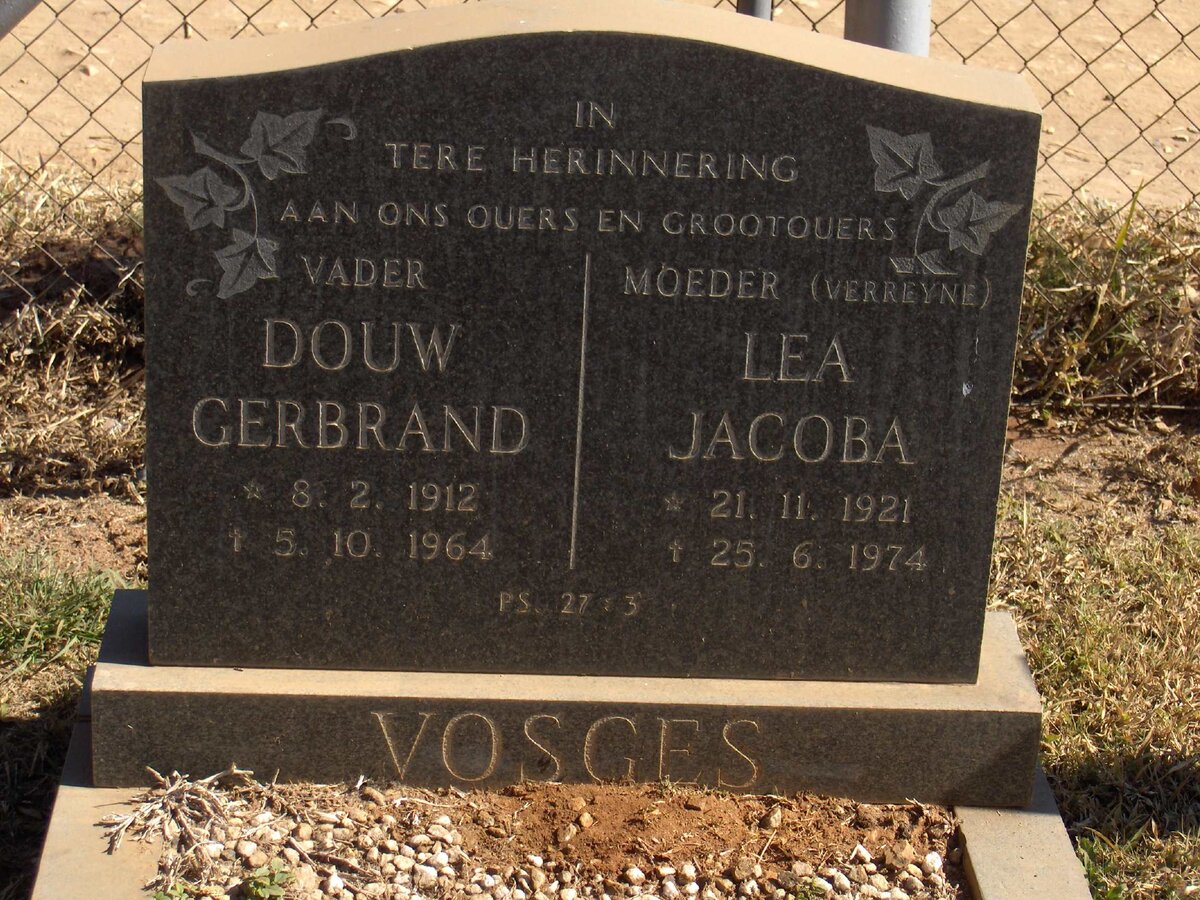 IN
TERE HERINNERING
AAN ONS OUERS EN GROOTOUERS
VADER
DOUW
GERBRAND
* 8. 2. 1912
† 5. 10. 1964
MOEDER (VERREYNE)
LEA
JACOBA
* 21. 11. 1921
† 25. 6. 1974
PS. 27 : 3
VOSGES